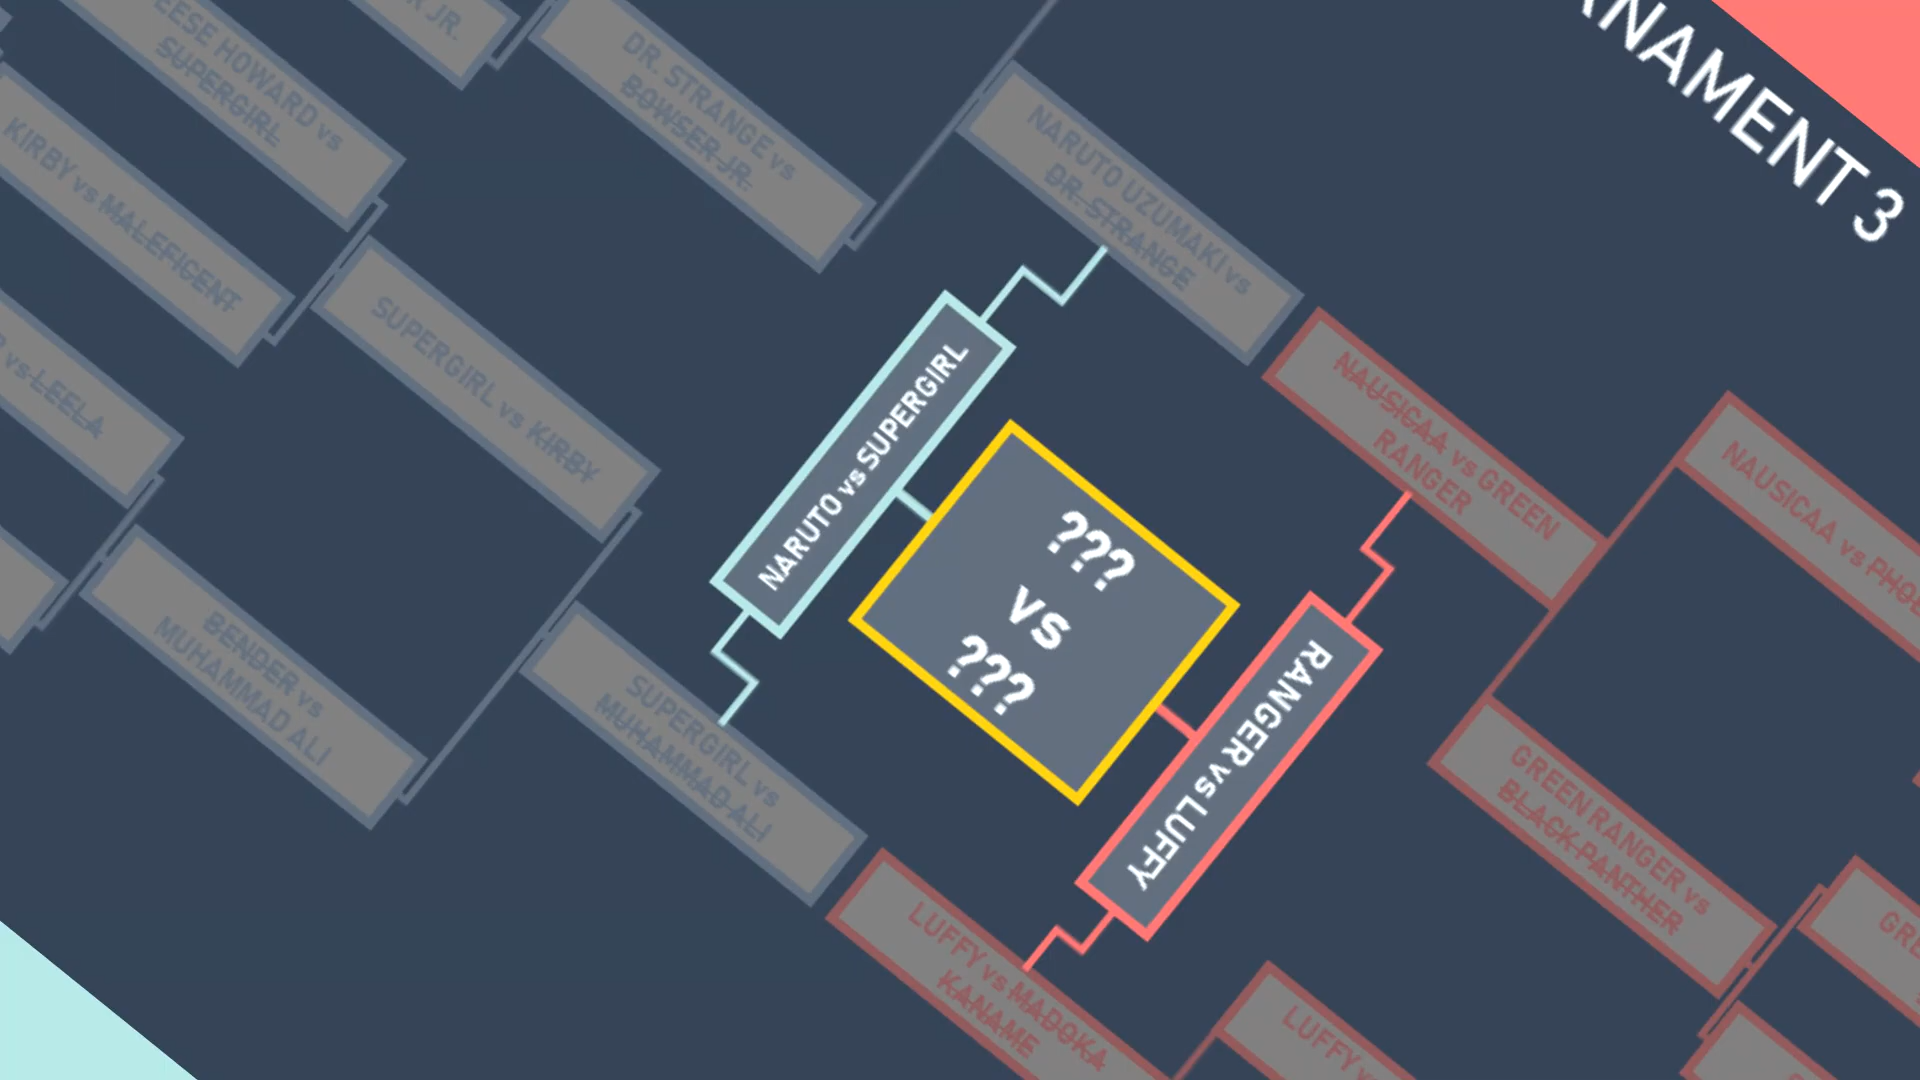 ESE HOWARD vs
SUPERGIRL
R JR.
DR. STRANGE vs
BOWSER JR.
NARUTO UZUMAKI vs
DR. STRANGE
NAMENT 3
KIRBY vs MALEFICENT
vs LEELA
SUPERGIRL vs KIRBY
NARUTO vs SUPERGIRL
NAUSICAA vs GREEN
RANGER
NAUSICAA vs PHOE
???
vs
???
BENDER vs
MUHAMMAD ALI
SUPERGIRL vs
MUHAMMAD ALI
RANGER vs LUFFY
GREEN RANGER vs
BLACK PANTHER
LUFFY vs MADOKA
KANAME
LUFFY
GRE